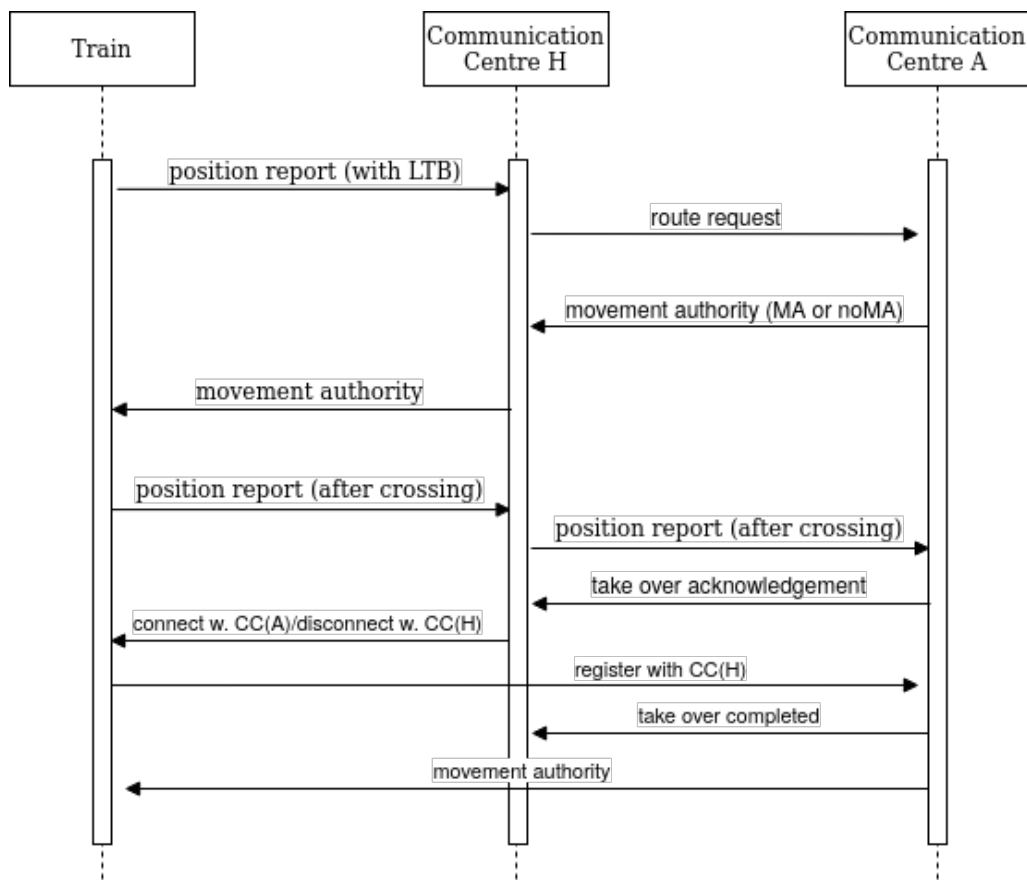 Train
Communication
Centre H
Communication
Centre A
position report (with LTB)
route request
movement authority (MA or noMA)
movement authority
position report (after crossing)
position report (after crossing)
take over acknowledgement
connect w. CC(A)/disconnect w. CC(H)
register with CC(H)
take over completed
movement authority